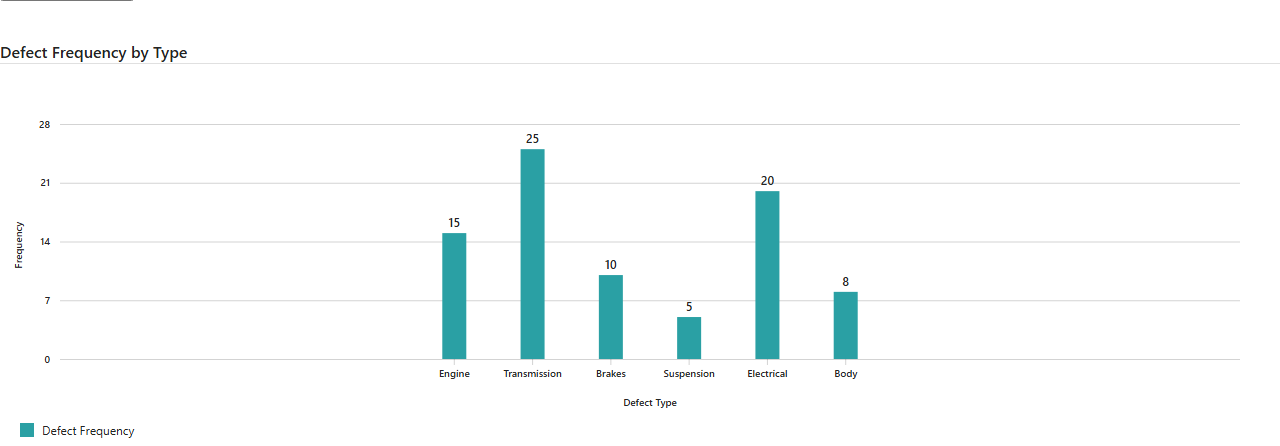 Defect Frequency by Type
28
21
14
7
0
Frequency
15
25
10
5
20
8
Engine Transmission Brakes Suspension Electrical Body
Defect Type
Defect Frequency